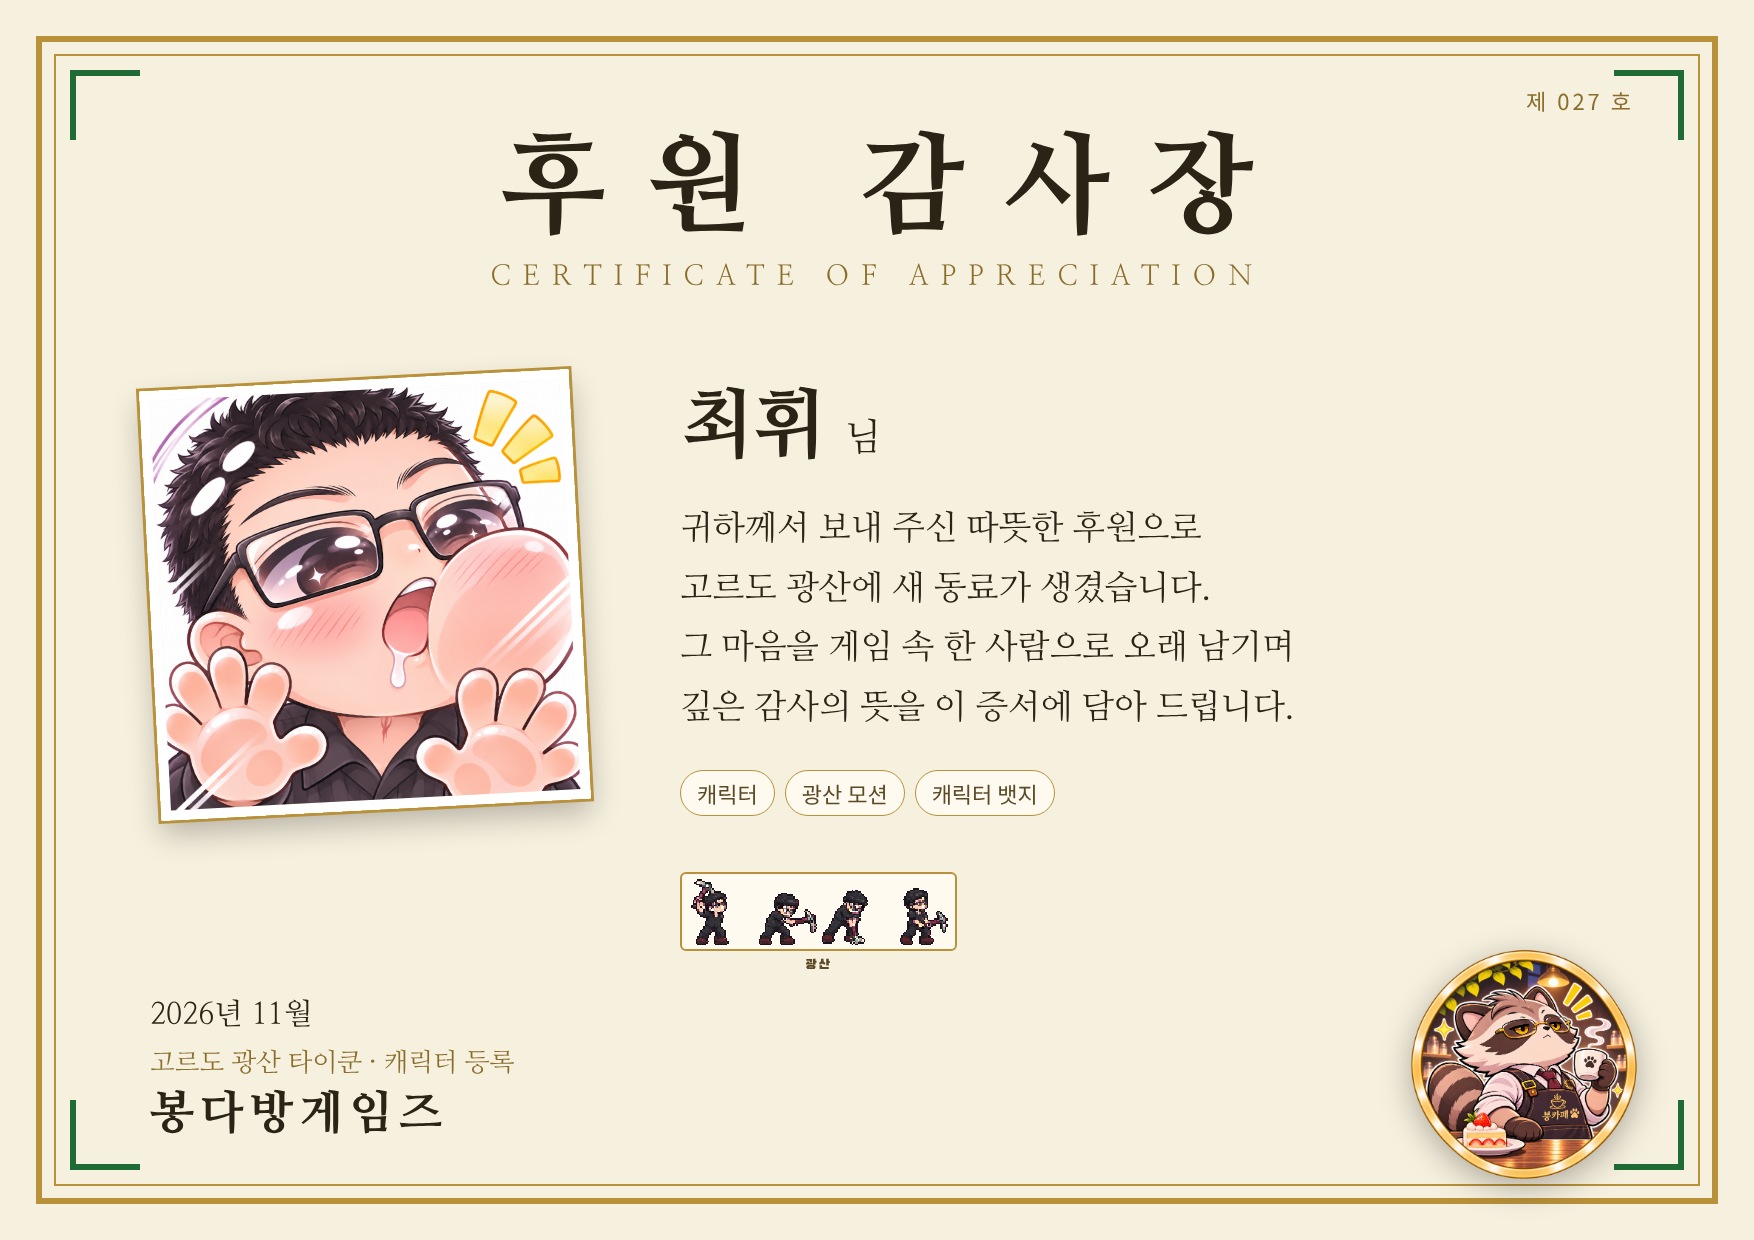 제 027 호
후원 감사장
CERTIFICATE OF APPRECIATION
최휘 님
귀하께서 보내 주신 따뜻한 후원으로
고르도 광산에 새 동료가 생겼습니다.
그 마음을 게임 속 한 사람으로 오래 남기며
깊은 감사의 뜻을 이 증서에 담아 드립니다.
캐릭터 광산 모션 캐릭터 뱃지
광산
2026년 11월
고르도 광산 타이쿤 · 캐릭터 등록
봉다방게임즈
봉카페